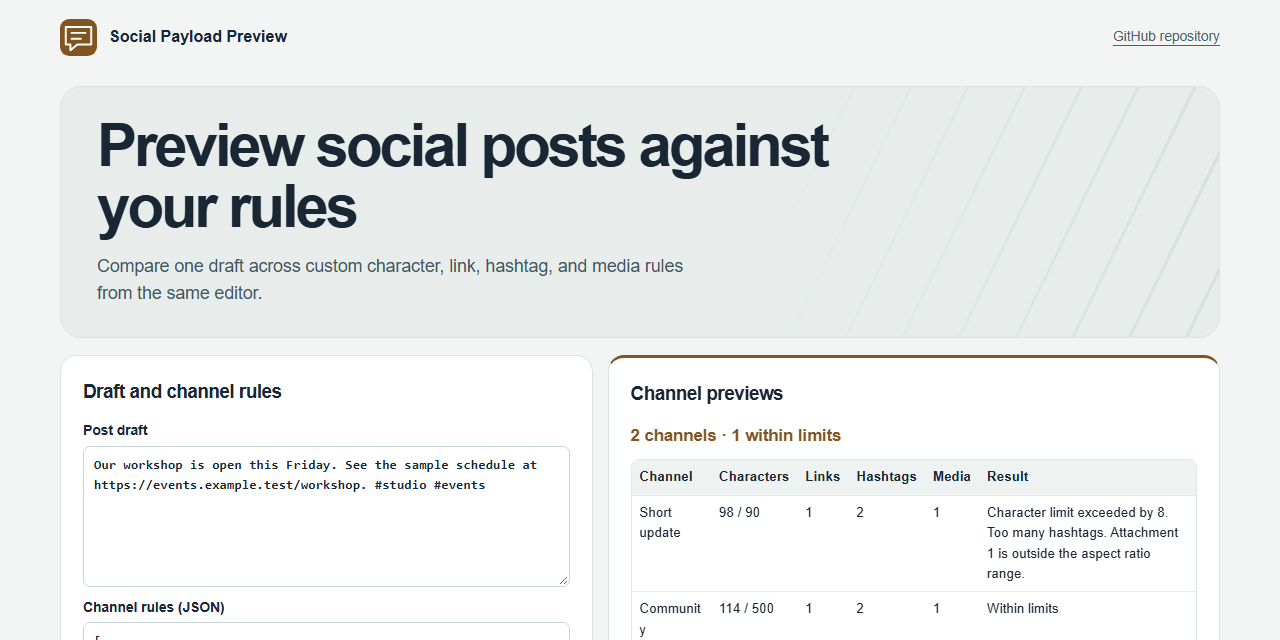 Social Payload Preview
GitHub repository
Preview social posts against
your rules
Compare one draft across custom character, link, hashtag, and media rules
from the same editor.
Draft and channel rules
Post draft
Our workshop is open this Friday. See the sample schedule at
https://events.example.test/workshop. #studio #events
Channel rules (JSON)
Channel previews
2 channels · 1 within limits
Channel Characters Links Hashtags Media Result
Short
update
98 / 90 1 2 1
Character limit exceeded by 8.
Too many hashtags. Attachment
1 is outside the aspect ratio
range.
Communit
y
114 / 500 1 2 1 Within limits